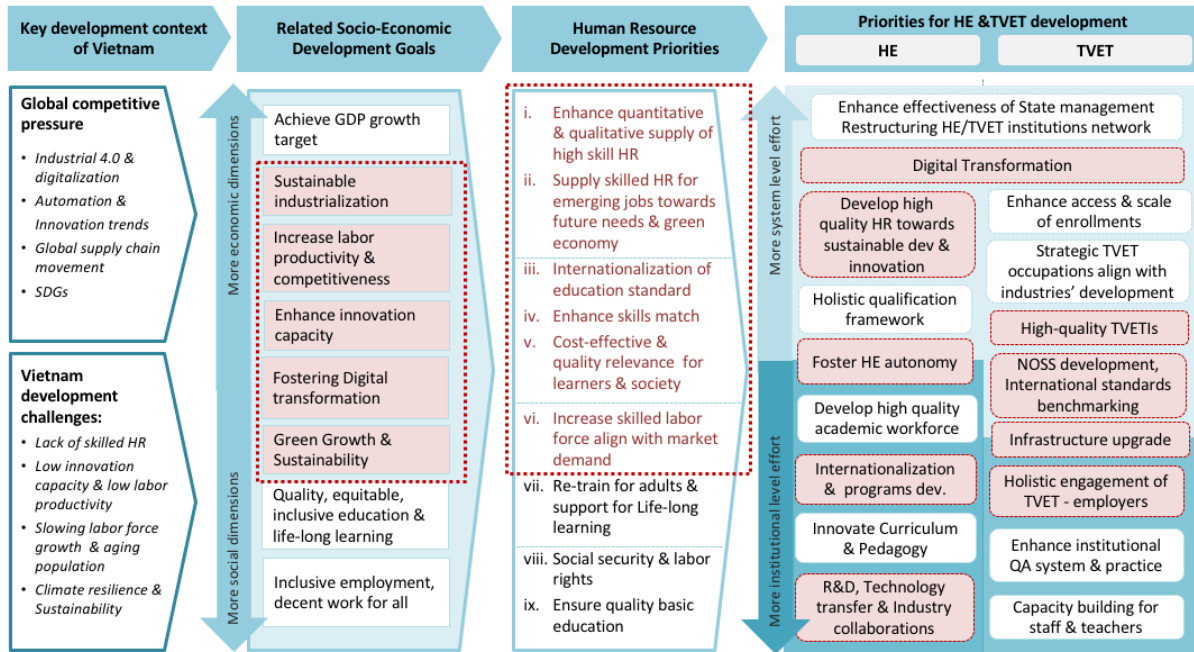 Key development context
of Vietnam
Related Socio-Economic
Development Goals
Human Resource
Development Priorities
Priorities for HE &TVET development
HE
TVET
Global competitive
pressure
• Industrial 4.0 &
digitalization
• Automation &
Innovation trends
• Global supply chain
movement
• SDGs
Vietnam
development
challenges:
• Lack of skilled HR
• Low innovation
capacity & low labor
productivity
• Slowing labor force
growth & aging
population
• Climate resilience &
Sustainability
More economic dimensions
More social dimensions
Achieve GDP growth
target
Sustainable
industrialization
Increase labor
productivity &
competitiveness
Enhance innovation
capacity
Fostering Digital
transformation
Green Growth &
Sustainability
Quality, equitable,
inclusive education &
life-long learning
Inclusive employment,
decent work for all
i. Enhance quantitative
& qualitative supply of
high skill HR
ii. Supply skilled HR for
emerging jobs towards
future needs & green
economy
iii. Internationalization of
education standard
iv. Enhance skills match
v. Cost-effective &
quality relevance for
learners & society
vi. Increase skilled labor
force align with market
demand
vii. Re-train for adults &
support for Life-long
learning
viii. Social security & labor
rights
ix. Ensure quality basic
education
More system level effort
More institutional level effort
Enhance effectiveness of State management
Restructuring HE/TVET institutions network
Digital Transformation
Develop high
quality HR towards
sustainable dev &
innovation
Holistic qualification
framework
Foster HE autonomy
Develop high quality
academic workforce
Internationalization
& programs dev.
Innovate Curriculum
& Pedagogy
R&D, Technology
transfer & Industry
collaborations
Enhance access & scale
of enrollments
Strategic TVET
occupations align with
industries’ development
High-quality TVETIs
NOSS development,
International standards
benchmarking
Infrastructure upgrade
Holistic engagement of
TVET - employers
Enhance institutional
QA system & practice
Capacity building for
staff & teachers